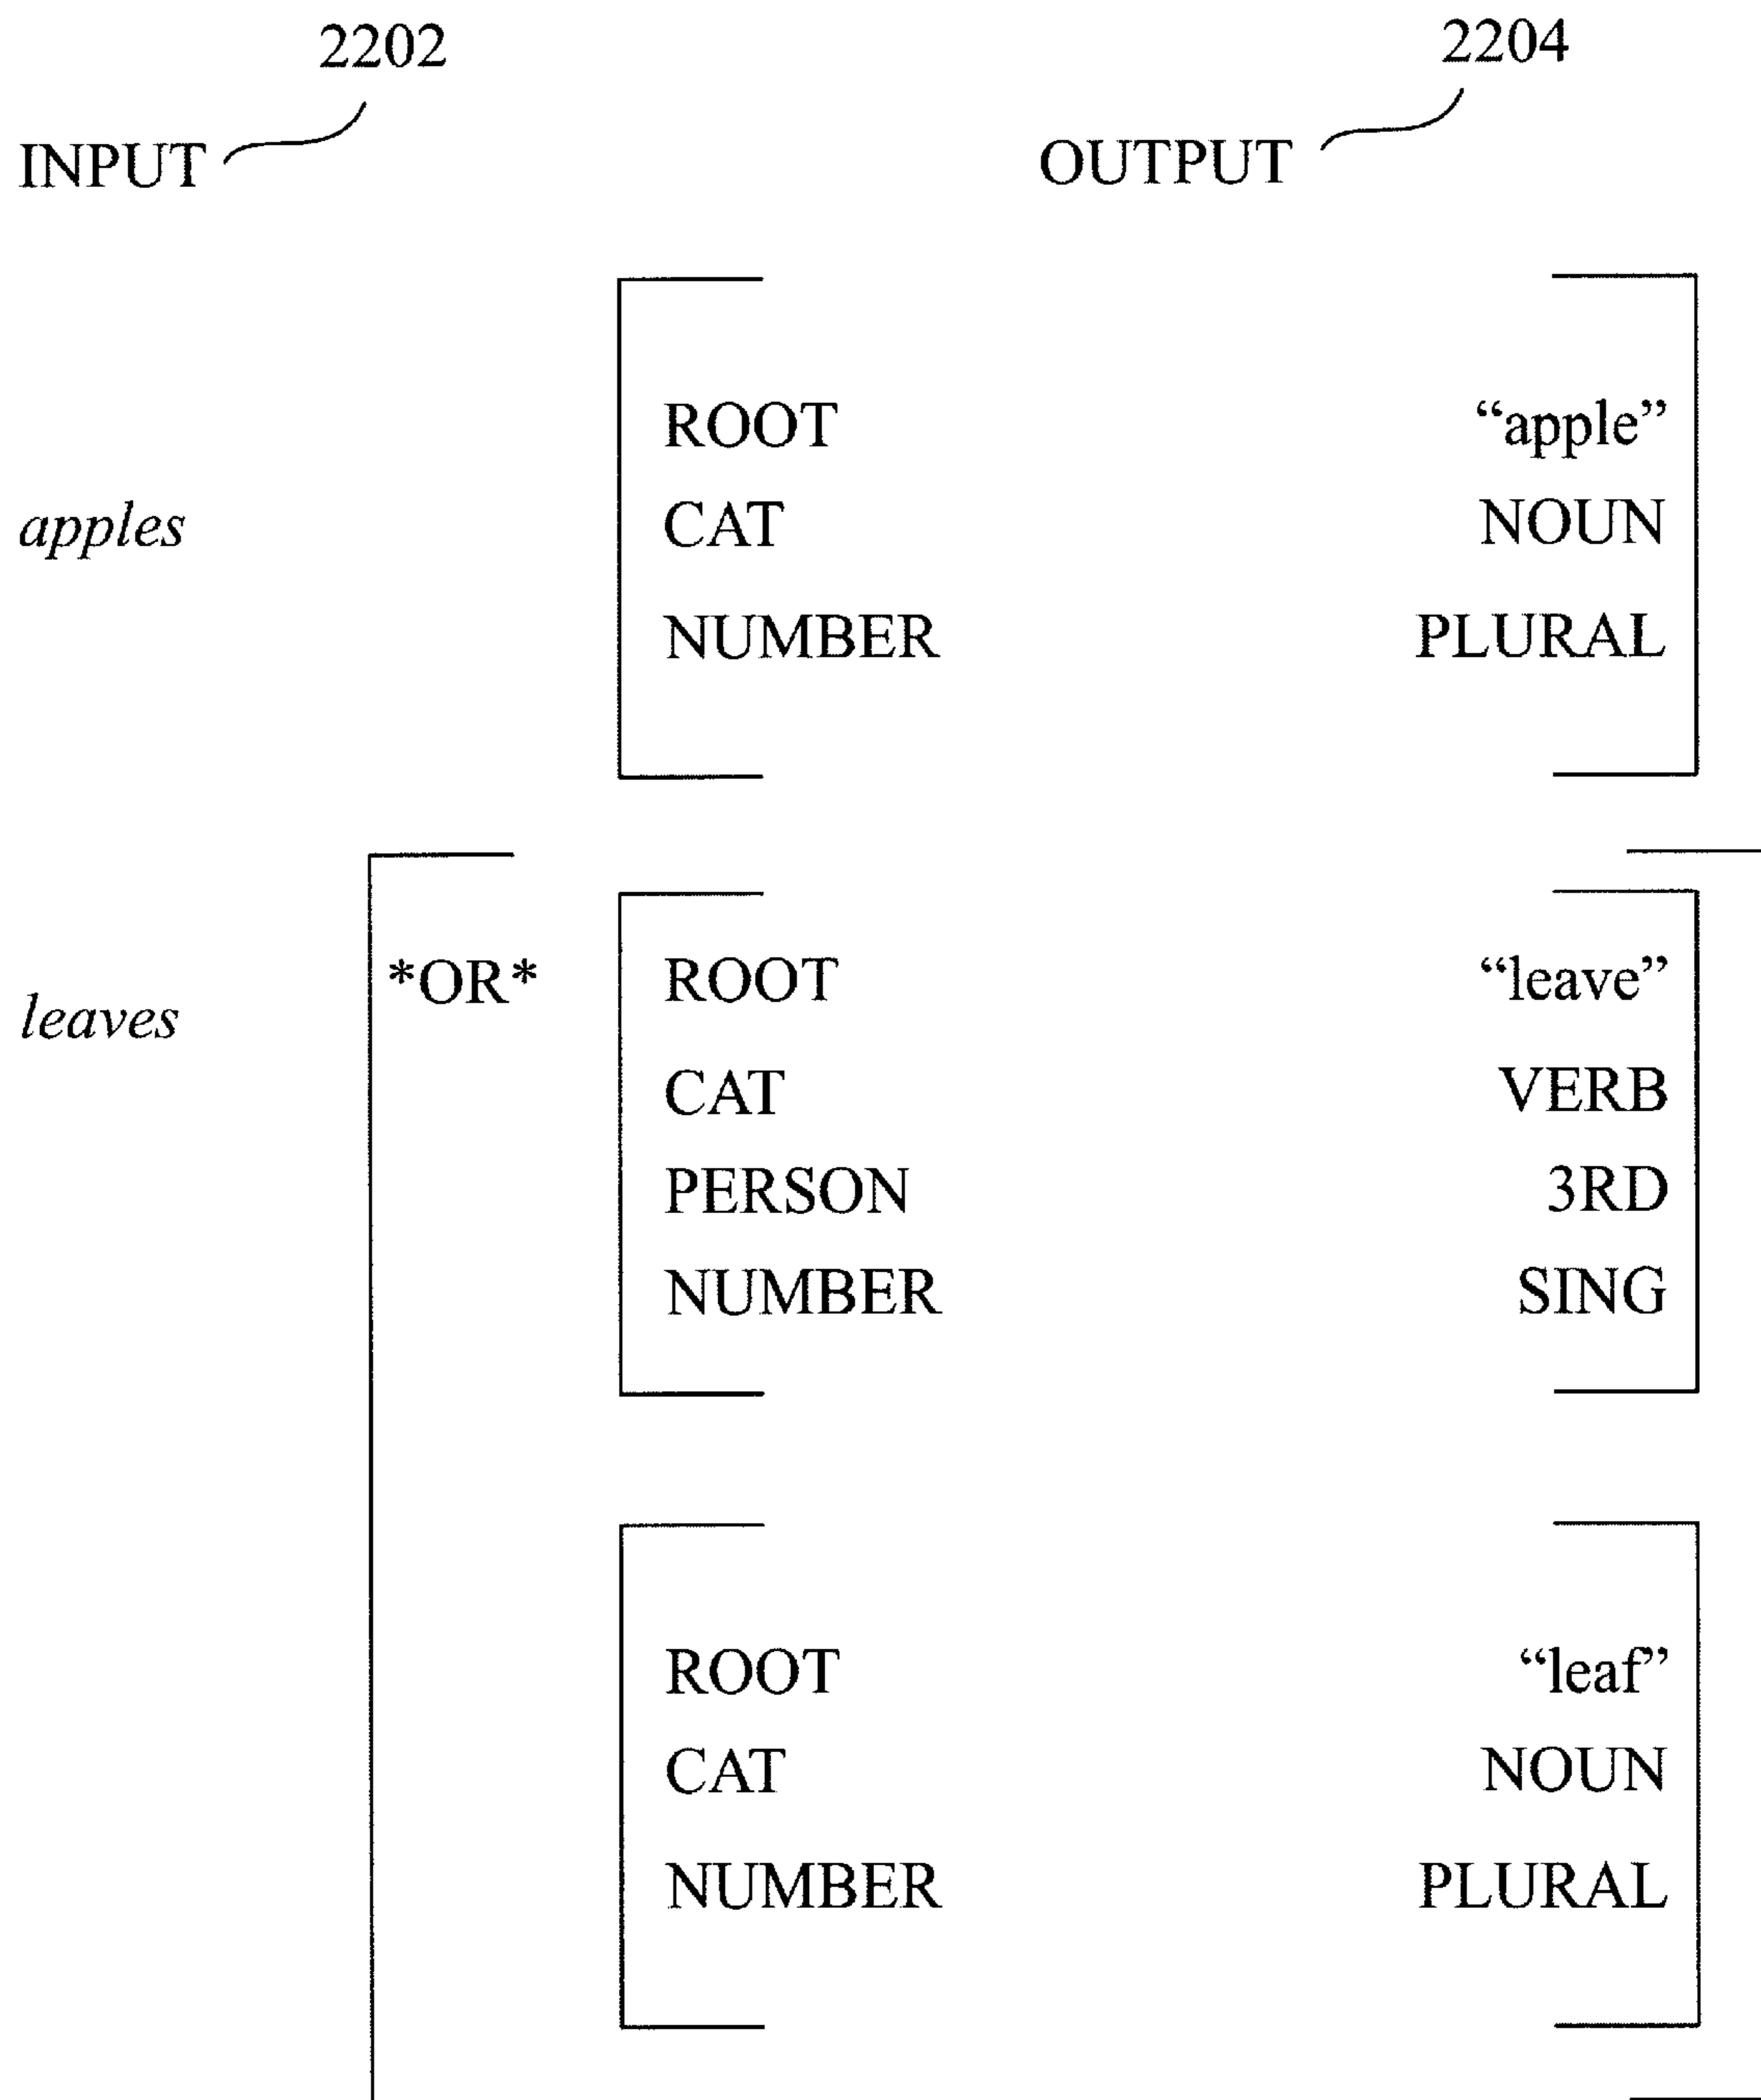 2202 2204
INPUT OUTPUT
ROOT “apple”
apples CAT NOUN
NUMBER PLURAL
*OR* ROOT “leave”
leaves
CAT VERB
PERSON 3RD
NUMBER SING
ROOT “leaf”
CAT NOUN
NUMBER PLURAL